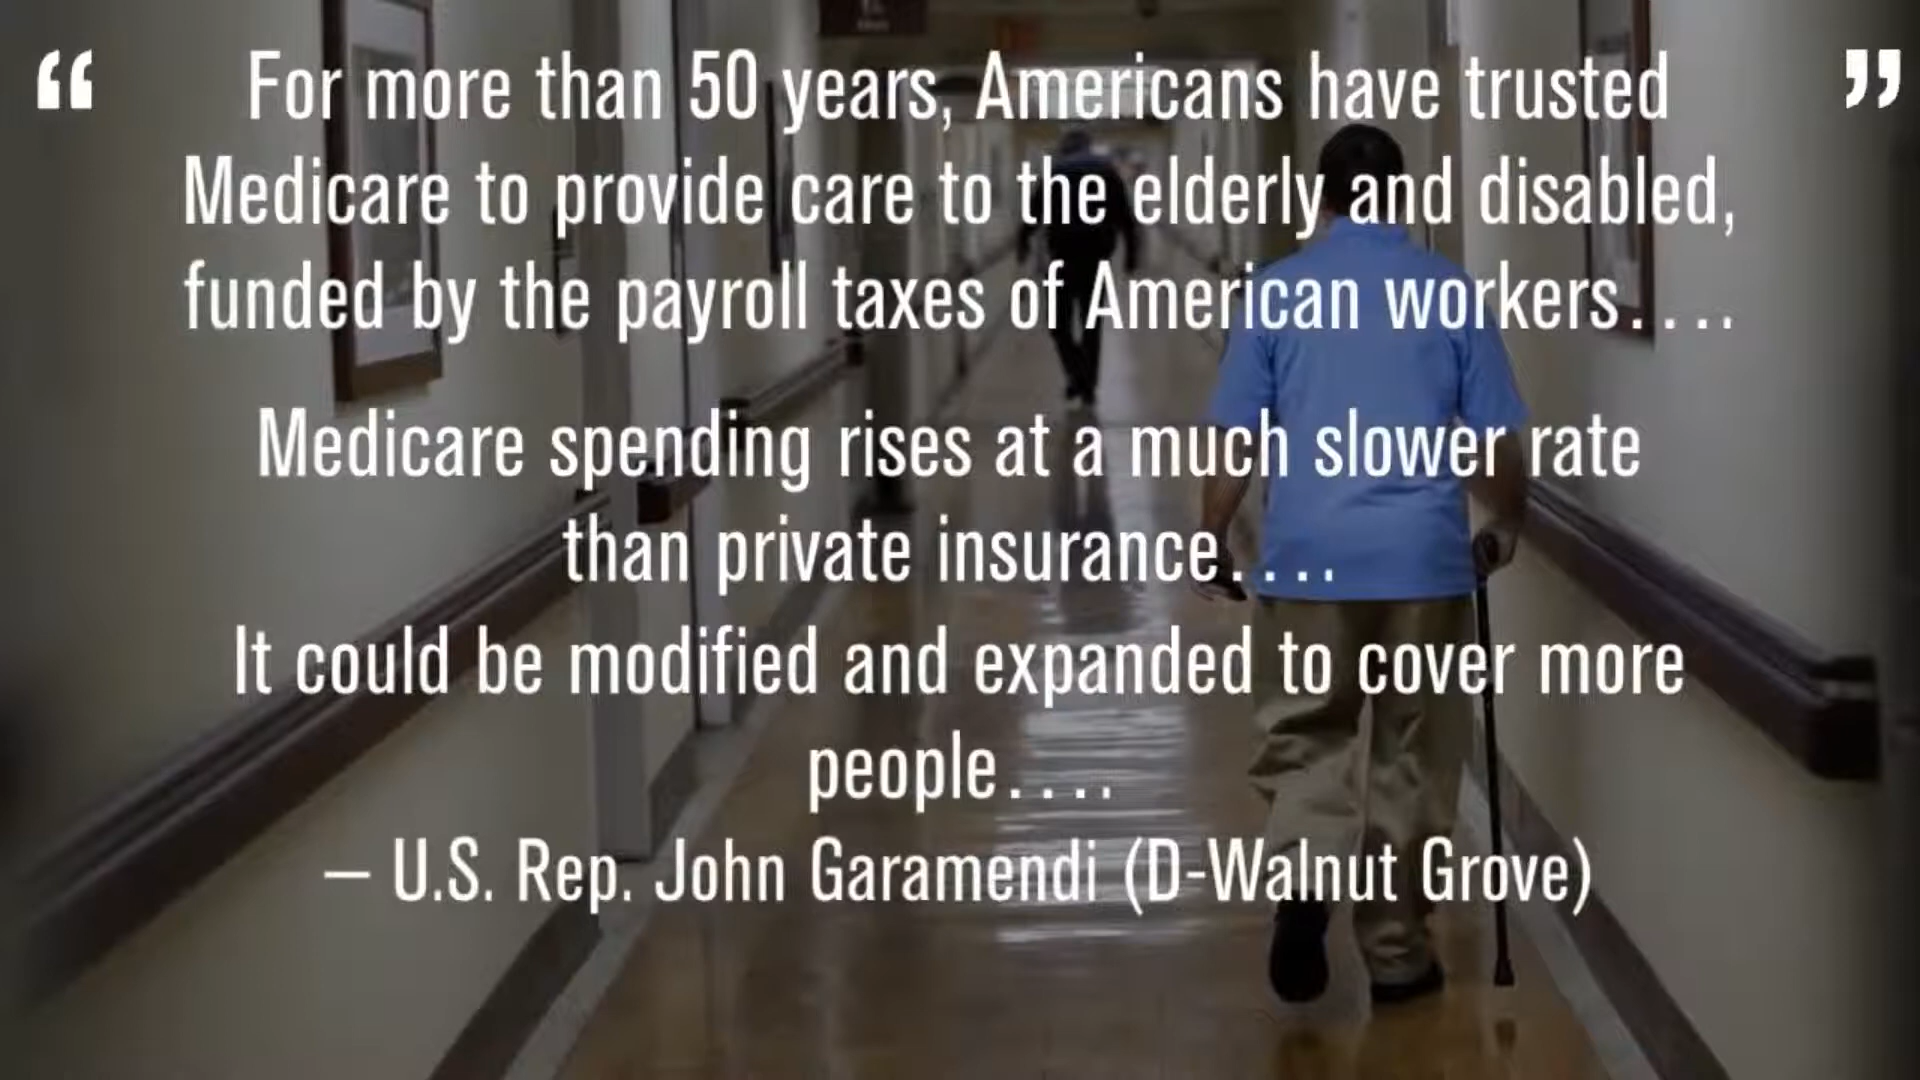 “ For more than 50 years, Americans have trusted ”
Medicare to provide care to the elderly and disabled,
funded by the payroll taxes of American workers....
Medicare spending rises at a much slower rate
than private insurance....
It could be modified and expanded to cover more
people....
– U.S. Rep. John Garamendi (D-Walnut Grove)